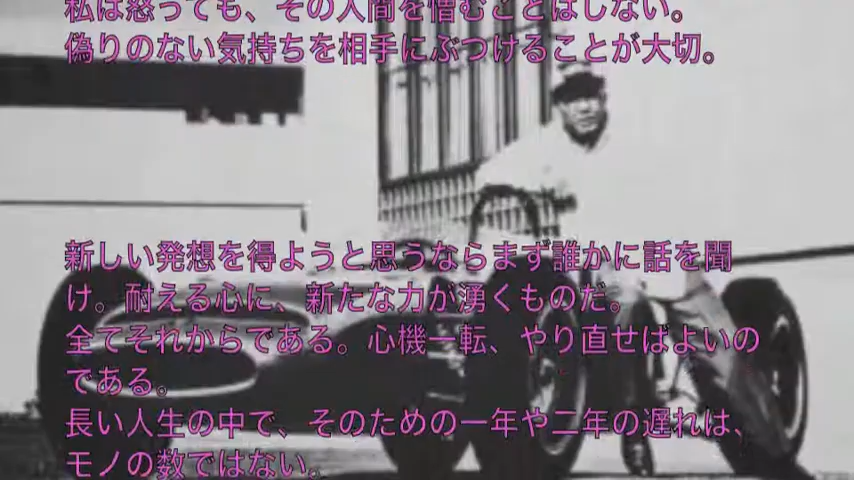 私は怒っても、その人間を憎むことはしない。
偽りのない気持ちを相手にぶつけることが大切。
新しい発想を得ようと思うならまず誰かに話を聞
け。耐える心に、新たな力が湧くものだ。
全てそれからである。心機一転、やり直せばよいの
である。
長い人生の中で、そのための一年や二年の遅れは、
モノの数ではない。